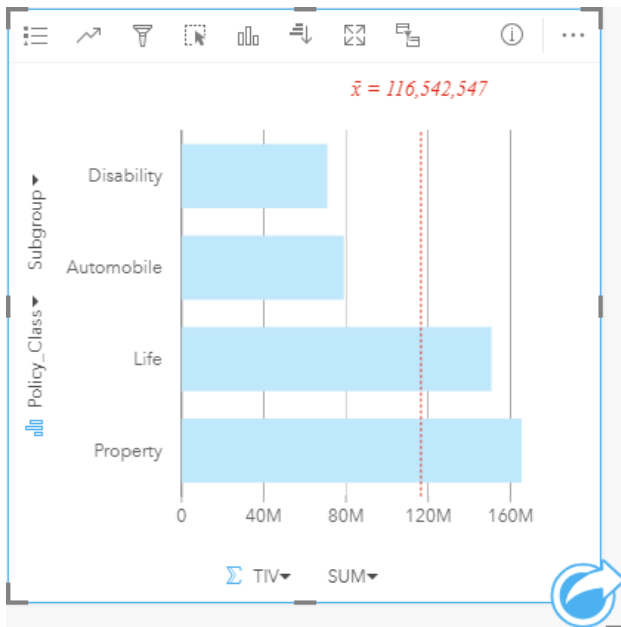 x̄ = 116,542,547
Subgroup
Policy_Class
Disability
Automobile
Life
Property
0 40M 80M 120M 160M
Σ TIV SUM